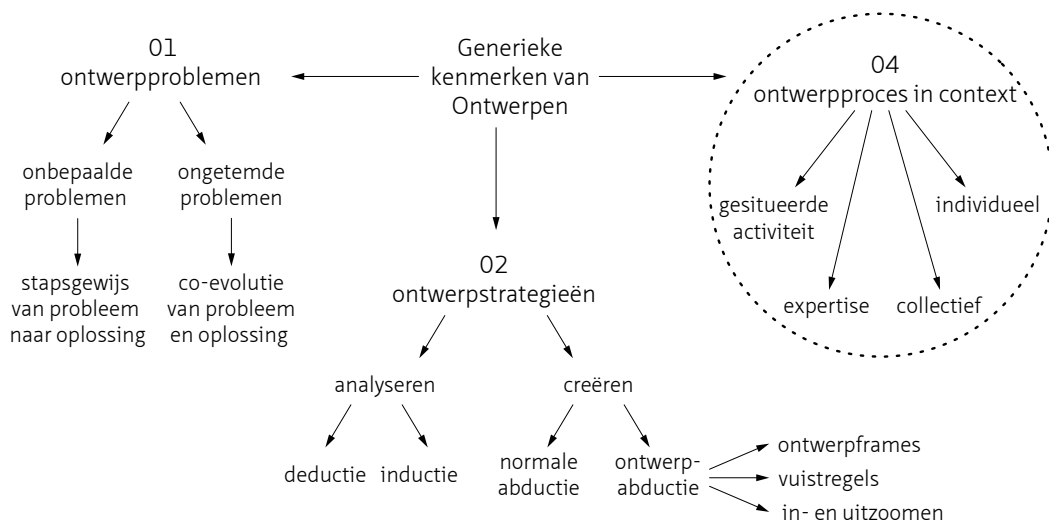 Generieke
kenmerken van
Ontwerpen
01
ontwerpproblemen
onbepaalde
problemen
ongetemde
problemen
stapsgewijs
van probleem
naar oplossing
co-evolutie
van probleem
en oplossing
02
ontwerpstrategieën
analyseren
creëren
deductie
inductie
normale
abductie
ontwerp-
abductie
ontwerpframes
vuistregels
in- en uitzoomen
04
ontwerpproces in context
gesitueerde
activiteit
individueel
expertise
collectief